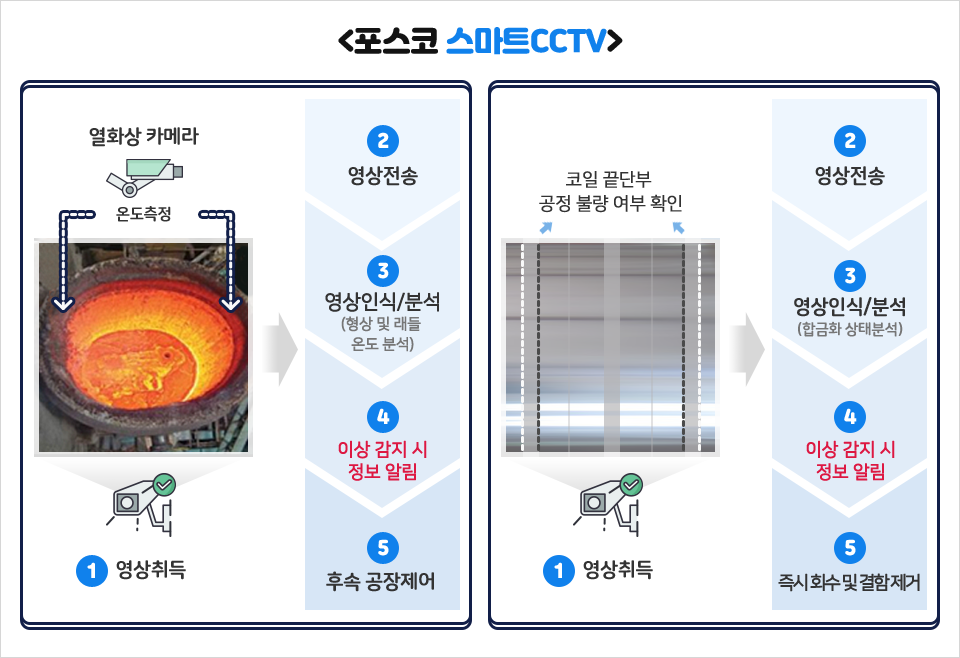 <포스코 스마트CCTV>
열화상 카메라
온도측정
1 영상취득
2
영상전송
3
영상인식/분석
(형상 및 래들
온도 분석)
4
이상 감지 시
정보 알림
5
후속 공장제어
코일 끝단부
공정 불량 여부 확인
1 영상취득
2
영상전송
3
영상인식/분석
(합금화 상태분석)
4
이상 감지 시
정보 알림
5
즉시 회수 및 결함 제거